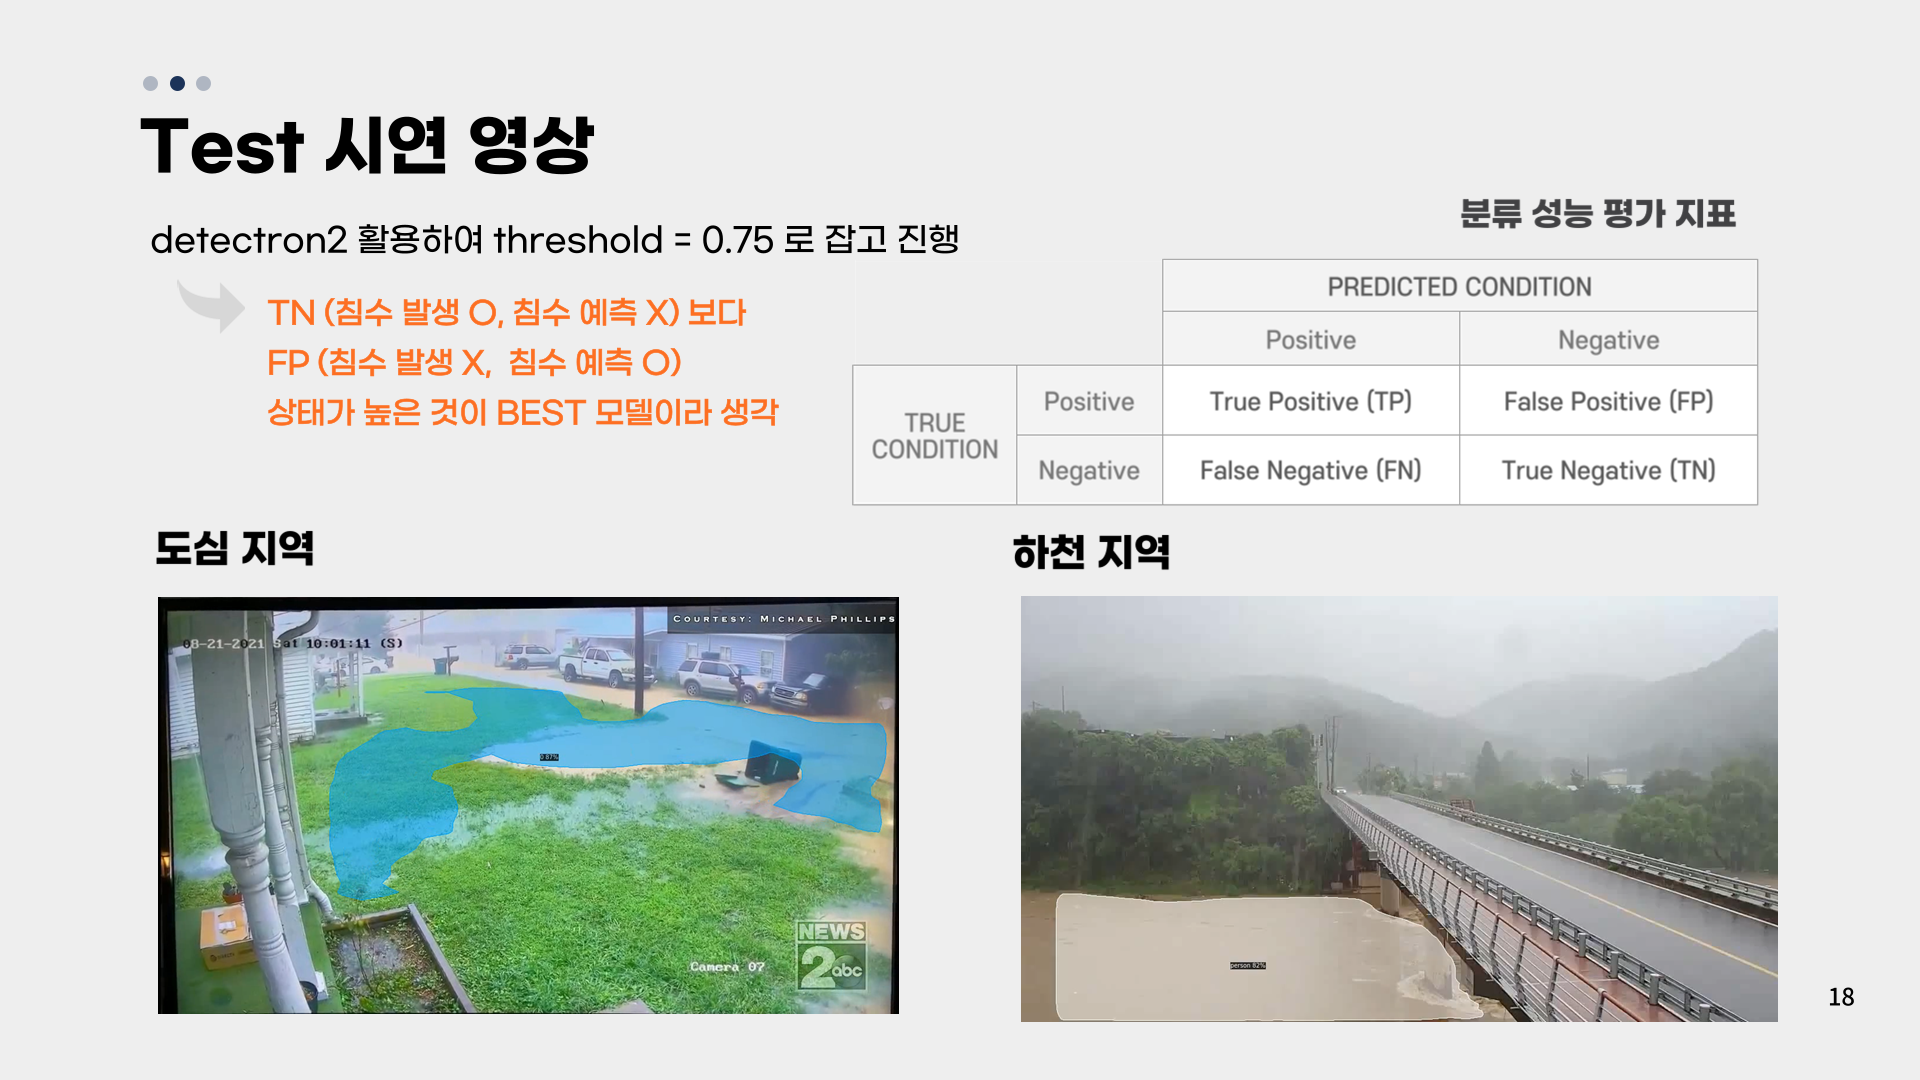 Test 시연 영상
detectron2 활용하여 threshold = 0.75 로 잡고 진행
TN (침수 발생 O, 침수 예측 X) 보다
FP (침수 발생 X, 침수 예측 O)
상태가 높은 것이 BEST 모델이라 생각
분류 성능 평가 지표
PREDICTED CONDITION
Positive
Negative
TRUE
CONDITION
Positive
True Positive (TP)
False Positive (FP)
Negative
False Negative (FN)
True Negative (TN)
도심 지역
COURTESY: MICHAEL PHILLIPS
08-21-2021 Sat 10:01:11 (S)
0.87%
NEWS
2abc
Camera 07
하천 지역
person 82%
18